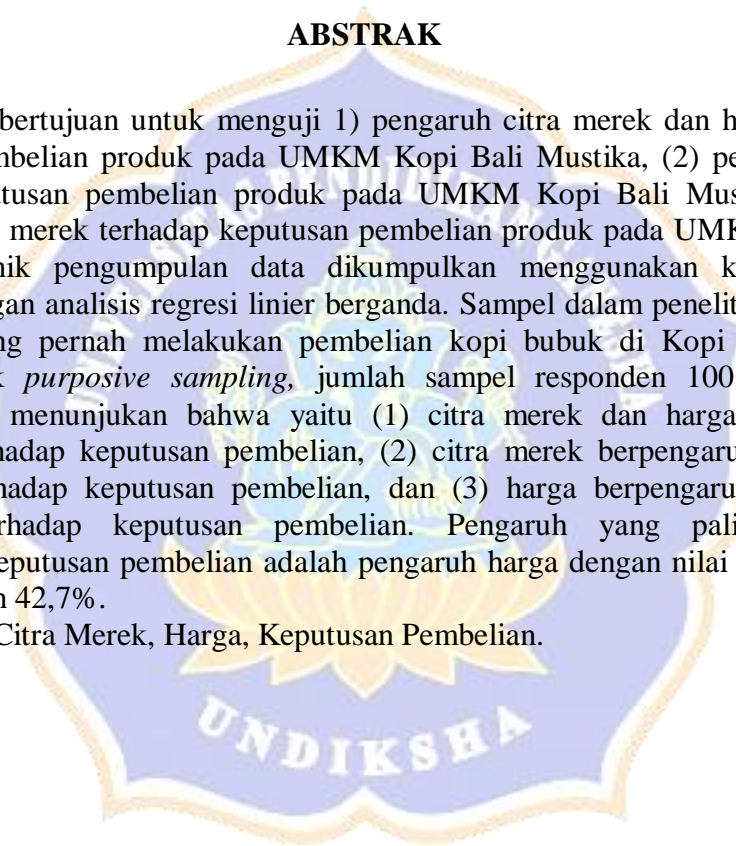 ABSTRAK
bertujuan untuk menguji 1) pengaruh citra merek dan h
mbelian produk pada UMKM Kopi Bali Mustika, (2) pe
utusan pembelian produk pada UMKM Kopi Bali Mus
merek terhadap keputusan pembelian produk pada UMK
nik pengumpulan data dikumpulkan menggunakan k
gan analisis regresi linier berganda. Sampel dalam penelit
ng pernah melakukan pembelian kopi bubuk di Kopi
k purposive sampling, jumlah sampel responden 100
menunjukan bahwa yaitu (1) citra merek dan harga
hadap keputusan pembelian, (2) citra merek berpengaru
hadap keputusan pembelian, dan (3) harga berpengaru
rhadap keputusan pembelian. Pengaruh yang pali
eputusan pembelian adalah pengaruh harga dengan nilai
n 42,7%.
Citra Merek, Harga, Keputusan Pembelian.
UNIVERSITAS PENDIDIKAN GANESHA
UNDIKSHA